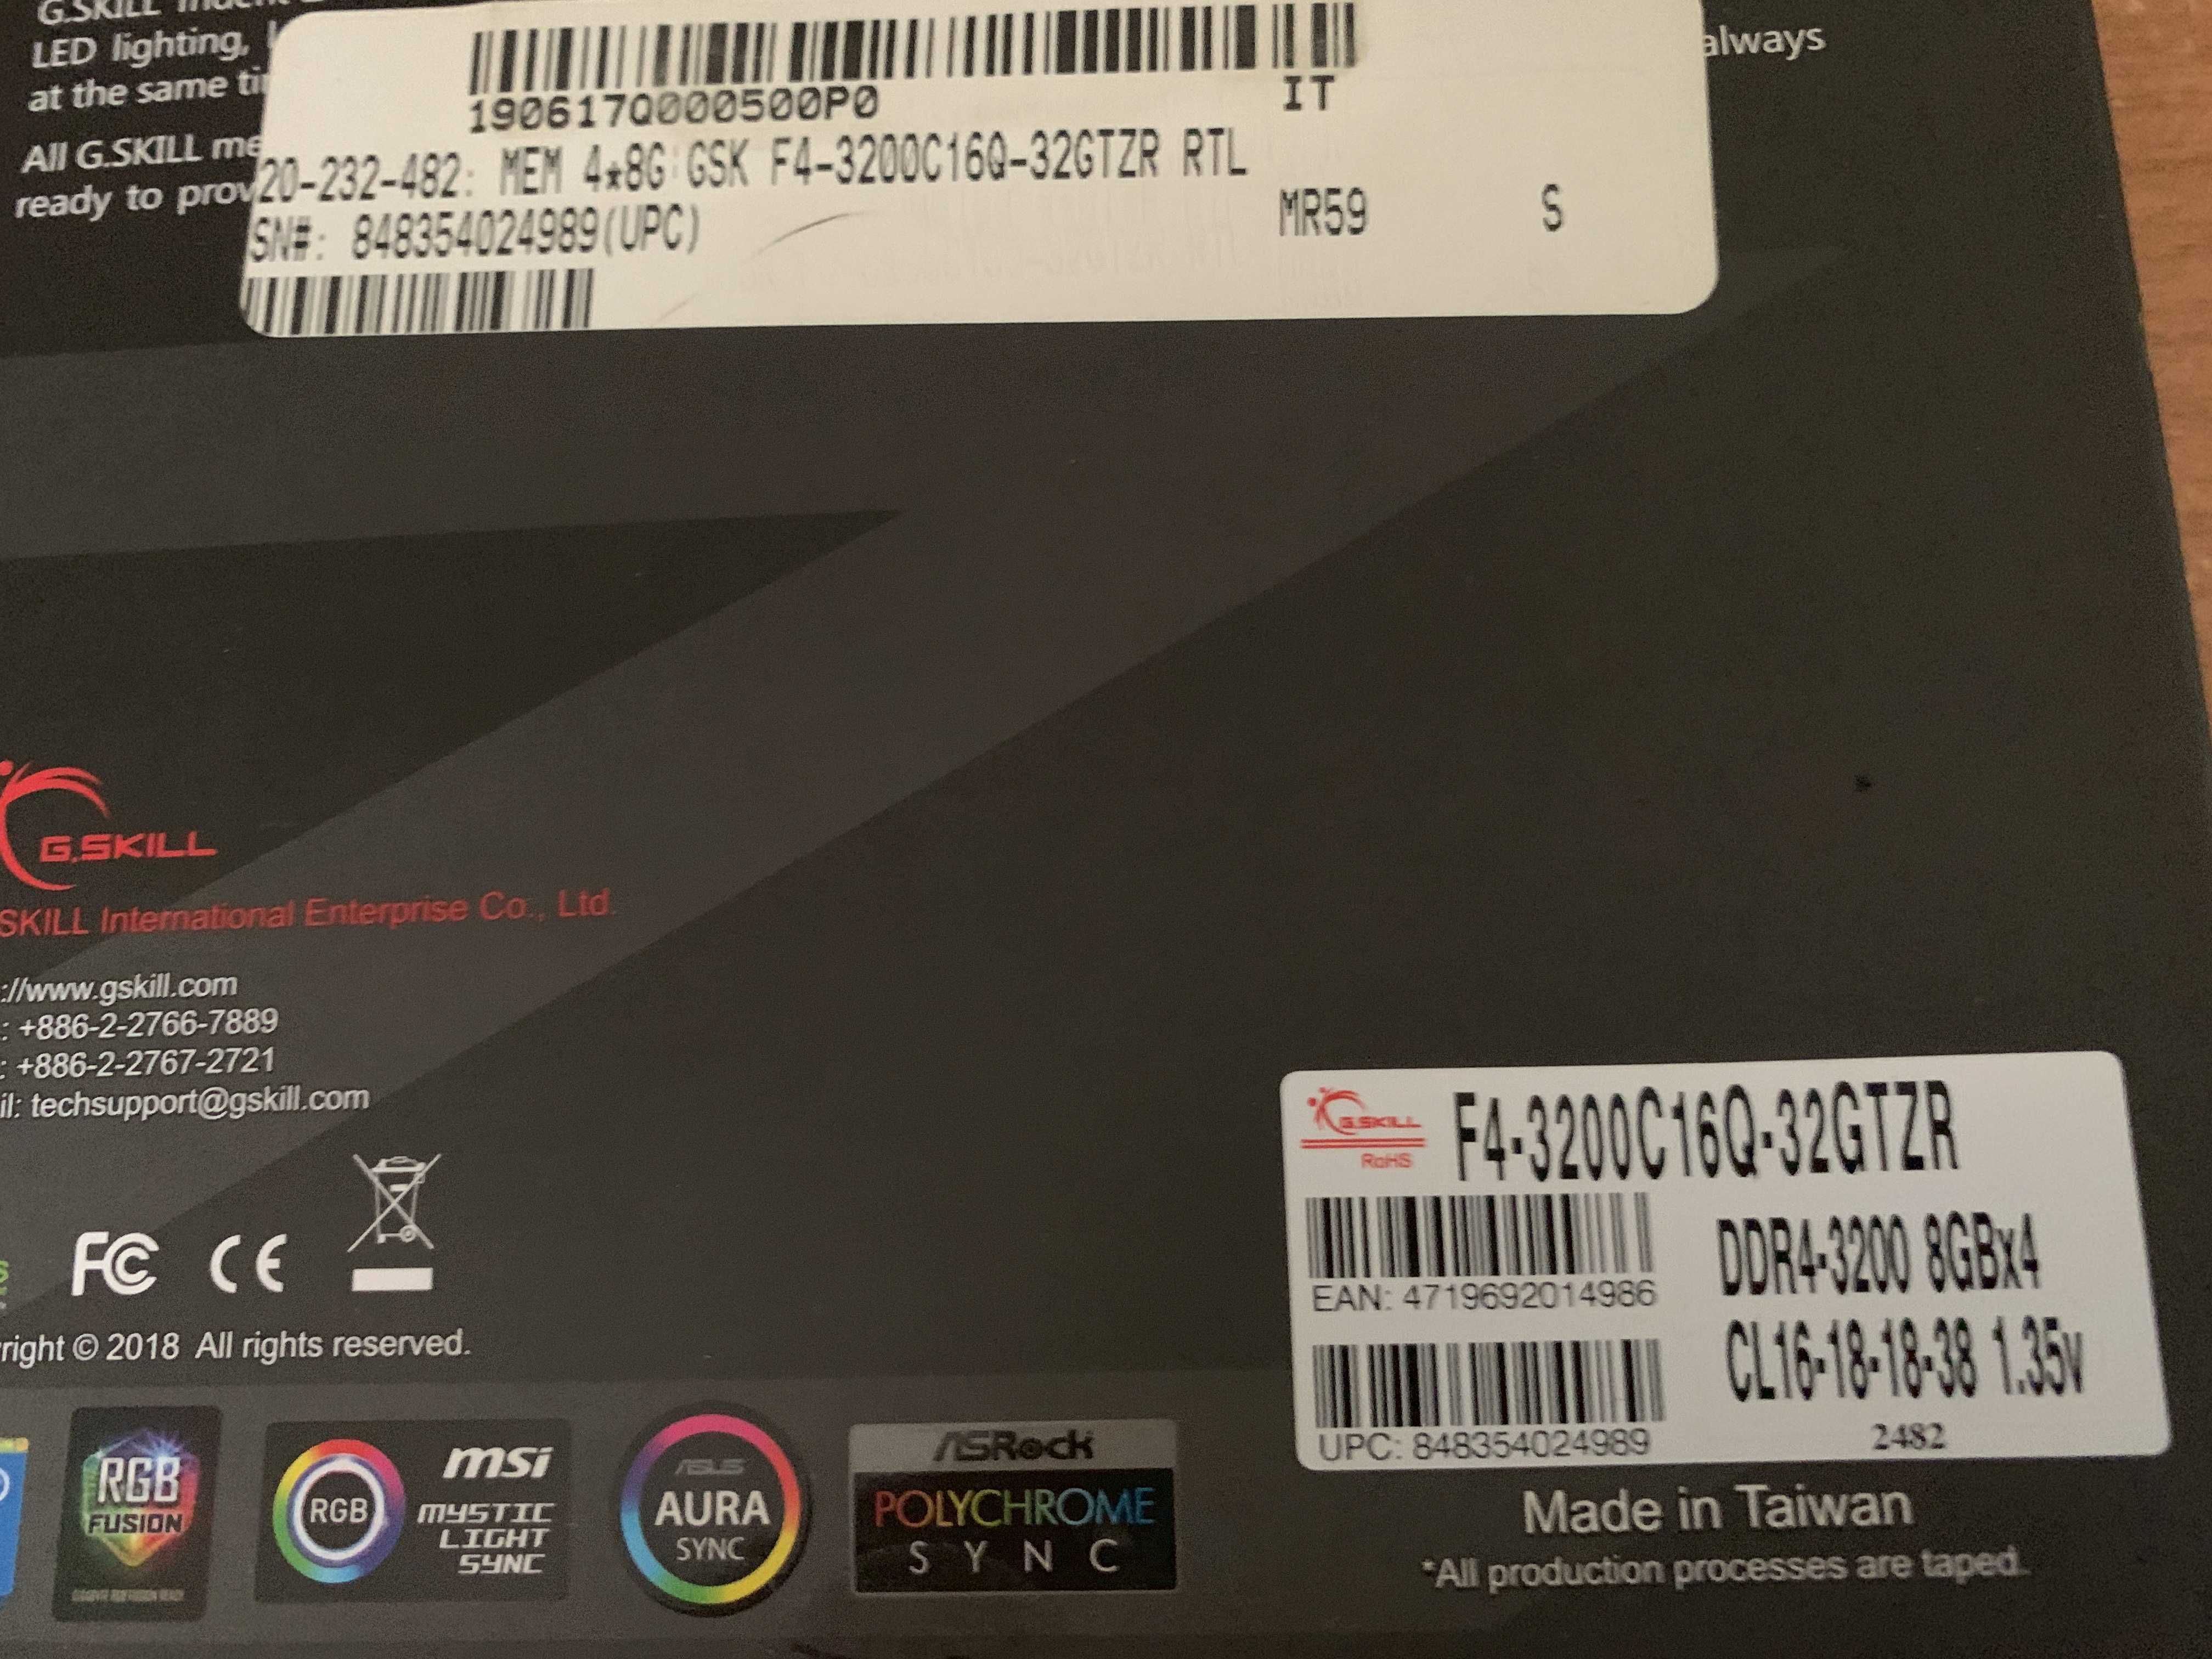 G.SKILL
LED lighting,
at the same
always
All G.SKILL
ready to
190617Q000500P0
IT
20-232-482: MEM 4*8G:GSK F4-3200C16Q-32GTZR RTL
SN#: 848354024989(UPC)
MR59 S
G.SKILL
SKILL International Enterprise Co., Ltd.
://www.gskill.com
: +886-2-2766-7889
: +886-2-2767-2721
il: techsupport@gskill.com
FC CE
right © 2018 All rights reserved.
RGB
FUSION
RGB
msi
MYSTIC
LIGHT
SYNC
ASUS
AURA
SYNC
ASRock
POLYCHROME
SYNC
G.SKILL
RoHS
F4-3200C16Q-32GTZR
EAN: 4719692014986
DDR4-3200 8GBx4
CL16-18-18-38 1.35v
UPC: 848354024989
2482
Made in Taiwan
*All production processes are taped.